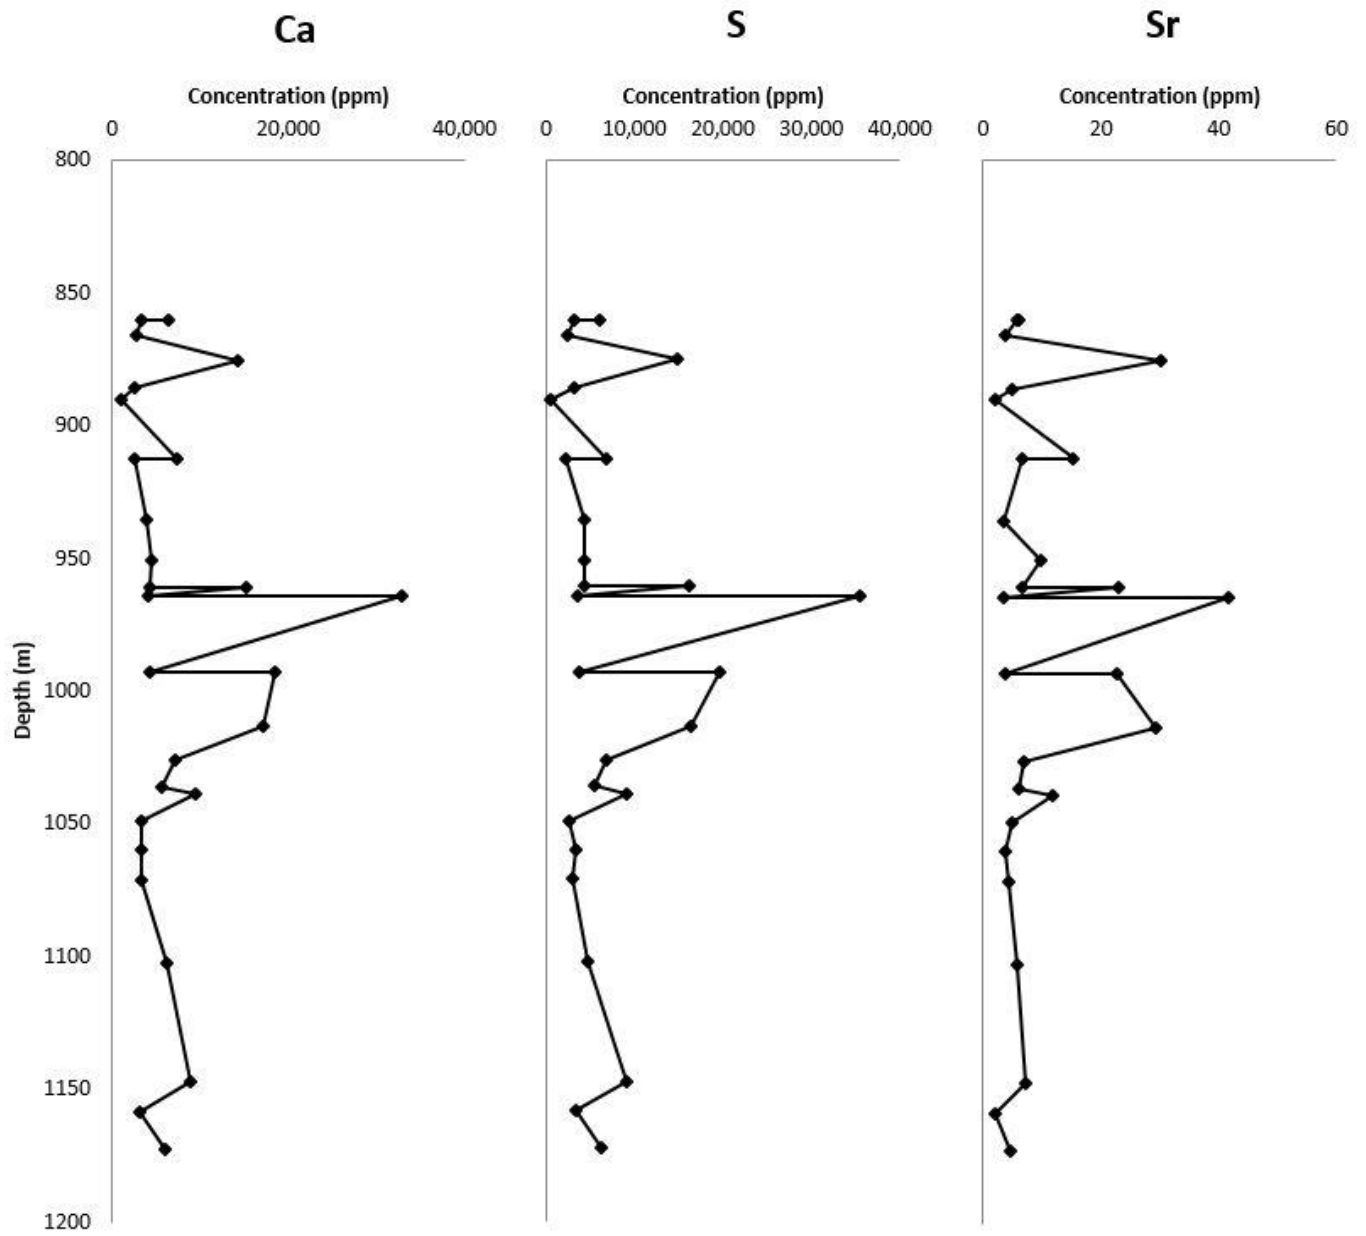 Ca S Sr
Concentration (ppm) Concentration (ppm) Concentration (ppm)
0 20,000 40,000 0 10,000 20,000 30,000 40,000 0 20 40 60
800
850
900
950
Depth (m)
1000
1050
1100
1150
1200